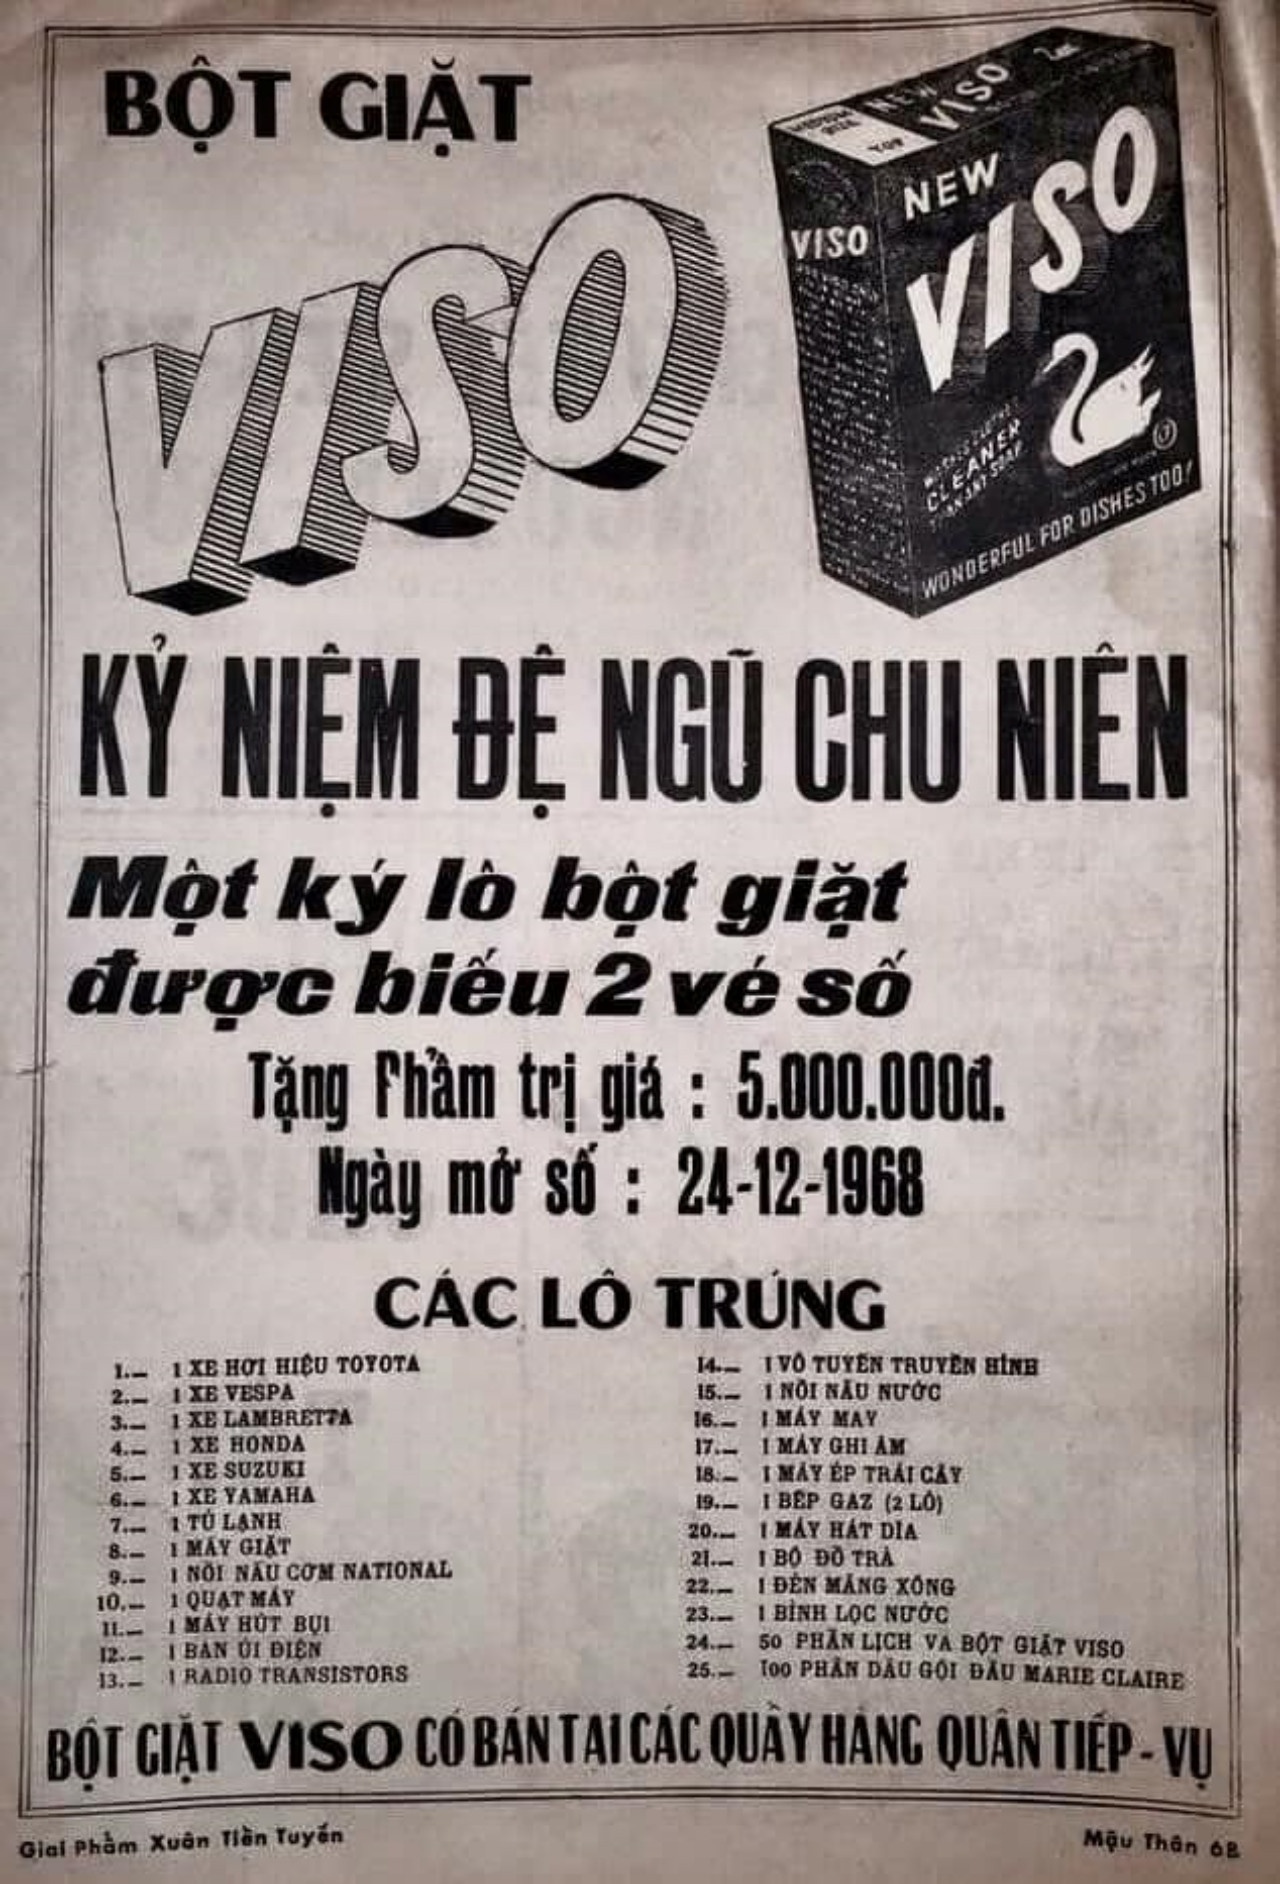 BỘT GIẶT
VISO
NEW
VISO
TOP
VISO
NEW
VISO
CLEANER
THAN ANY SOAP
WONDERFUL FOR DISHES TOO!
KỶ NIỆM ĐỆ NGŨ CHU NIÊN
Một ký lô bột giặt
được biếu 2 vé số
Tặng Phẩm trị giá : 5.000.000đ.
Ngày mở số : 24-12-1968
CÁC LÔ TRÚNG
1.— 1 XE HƠI HIỆU TOYOTA
2.— 1 XE VESPA
3.— 1 XE LAMBRETTA
4.— 1 XE HONDA
5.— 1 XE SUZUKI
6.— 1 XE YAMAHA
7.— 1 TỦ LẠNH
8.— 1 MÁY GIẶT
9.— 1 NỒI NẤU CƠM NATIONAL
10.— 1 QUẠT MÁY
11.— 1 MÁY HÚT BỤI
12.— 1 BÀN ỦI ĐIỆN
13.— 1 RADIO TRANSISTORS
14.— 1 VÔ TUYẾN TRUYỀN HÌNH
15.— 1 NỒI NẤU NƯỚC
16.— 1 MÁY MAY
17.— 1 MÁY GHI ÂM
18.— 1 MÁY ÉP TRÁI CÂY
19.— 1 BẾP GAZ (2 LÒ)
20.— 1 MÁY HÁT DĨA
21.— 1 BỘ ĐỒ TRÀ
22.— 1 ĐÈN MĂNG XÔNG
23.— 1 BÌNH LỌC NƯỚC
24.— 50 PHẦN LỊCH VÀ BỘT GIẶT VISO
25.— 100 PHẦN DẦU GỘI ĐẦU MARIE CLAIRE
BỘT GIẶT VISO CÓ BÁN TẠI CÁC QUẦY HÀNG QUÂN TIẾP - VỤ
Giai Phẩm Xuân Tiền Tuyến
Mậu Thân 68